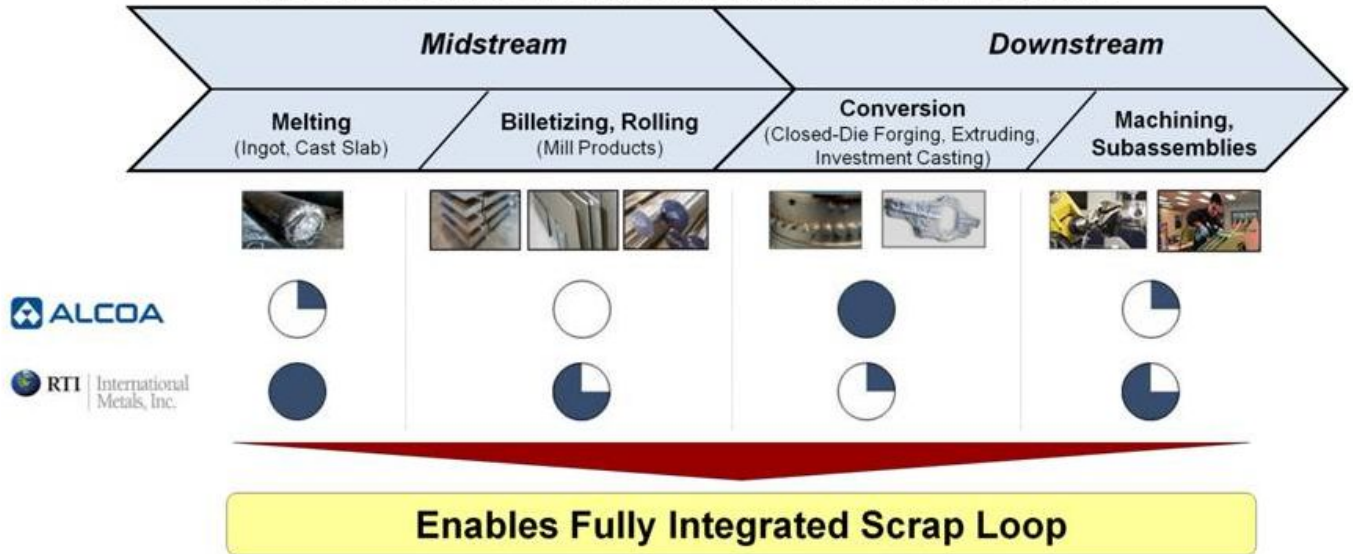 Midstream
Downstream
Melting
(Ingot, Cast Slab)
Billetizing, Rolling
(Mill Products)
Conversion
(Closed-Die Forging, Extruding,
Investment Casting)
Machining,
Subassemblies
ALCOA
RTI International
Metals, Inc.
Enables Fully Integrated Scrap Loop